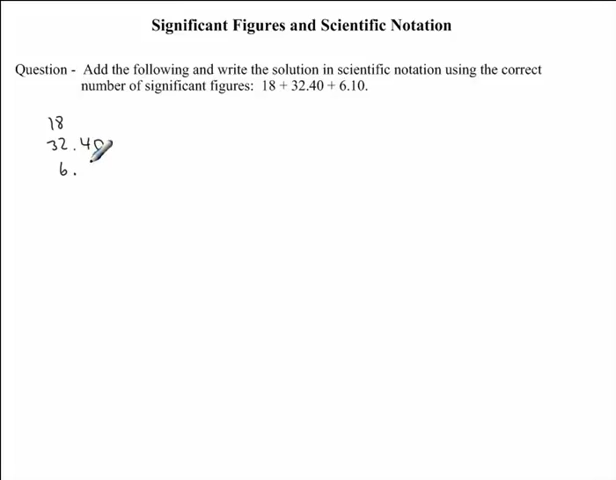 Significant Figures and Scientific Notation
Question - Add the following and write the solution in scientific notation using the correct
number of significant figures: 18 + 32.40 + 6.10.
18
32.40
6.